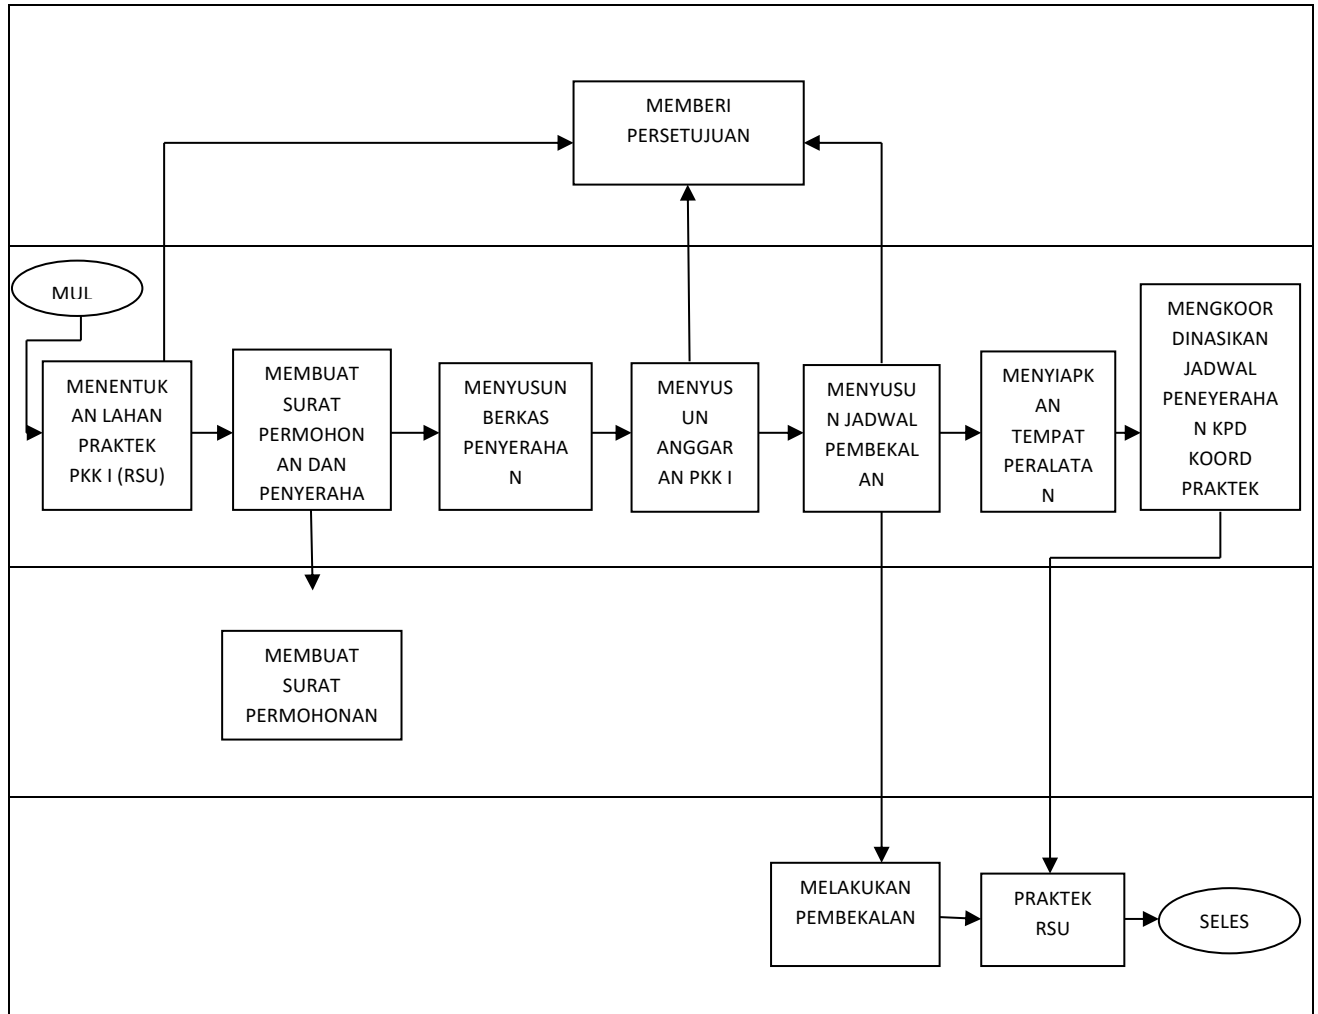 MEMBERI
PERSETUJUAN
MUL
MENENTUK
AN LAHAN
PRAKTEK
PKK I (RSU)
MEMBUAT
SURAT
PERMOHON
AN DAN
PENYERAHA
MENYUSUN
BERKAS
PENYERAHA
N
MENYUS
UN
ANGGAR
AN PKK I
MENYUSU
N JADWAL
PEMBEKAL
AN
MENYIAPK
AN
TEMPAT
PERALATA
N
MENGKOOR
DINASIKAN
JADWAL
PENEYERAHA
N KPD
KOORD
PRAKTEK
MEMBUAT
SURAT
PERMOHONAN
MELAKUKAN
PEMBEKALAN
PRAKTEK
RSU
SELES